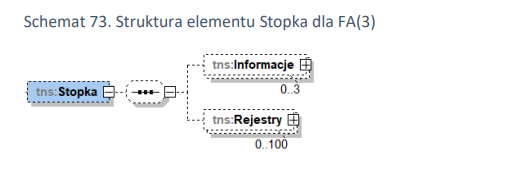 Schemat 73. Struktura elementu Stopka dla FA(3)
tns:Informacje
0..3
tns:Stopka
tns:Rejestry
0..100